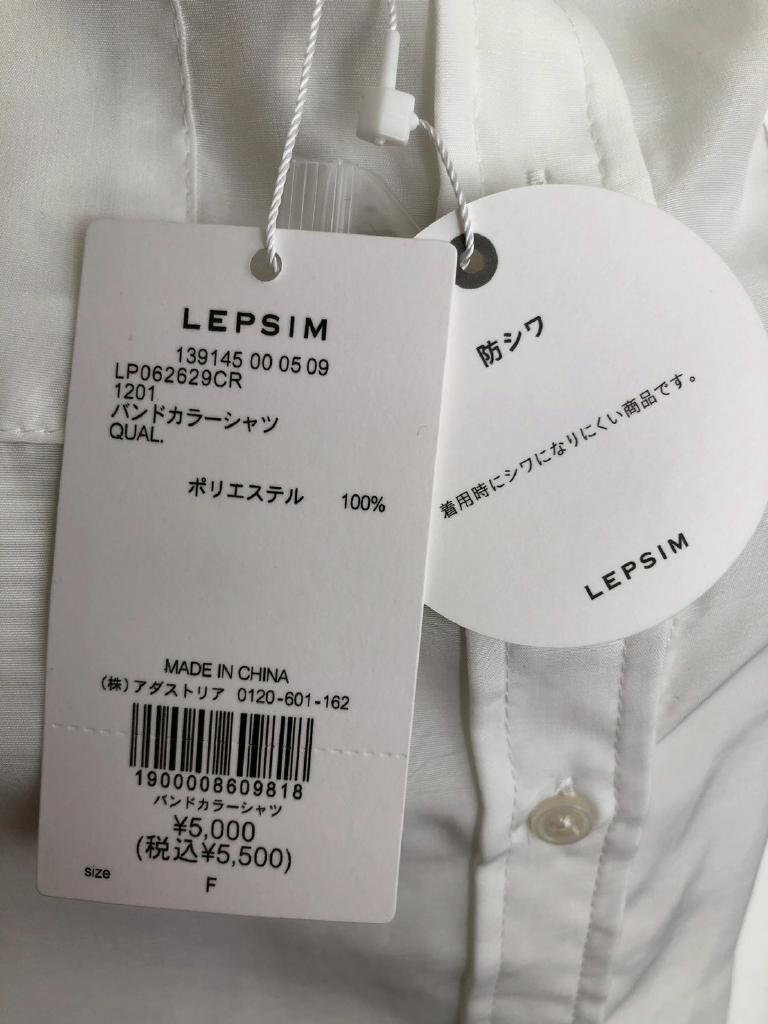 LEPSIM
139145 00 05 09
LP062629CR
1201
バンドカラーシャツ
QUAL.
ポリエステル 100%
MADE IN CHINA
(株)アダストリア 0120-601-162
1900008609818
バンドカラーシャツ
¥5,000
(税込¥5,500)
size F
防シワ
着用時にシワになりにくい商品です。
LEPSIM